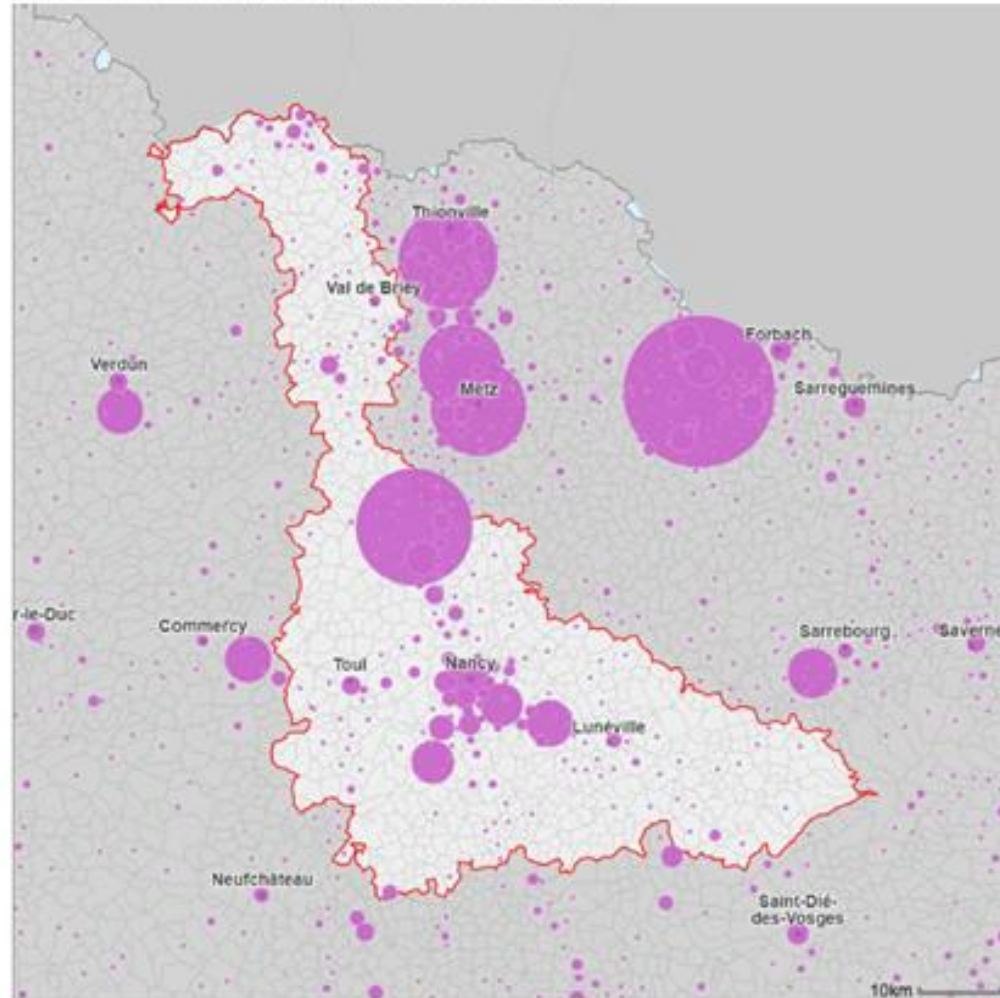 Thionville
Val de Briey
Forbach
Verdun
Metz
Sarreguemines
r-le-Duc
Commercy
Sarrebourg
Saverne
Toul
Nancy
Lunéville
Neufchâteau
Saint-Dié-
des-Vosges
10km